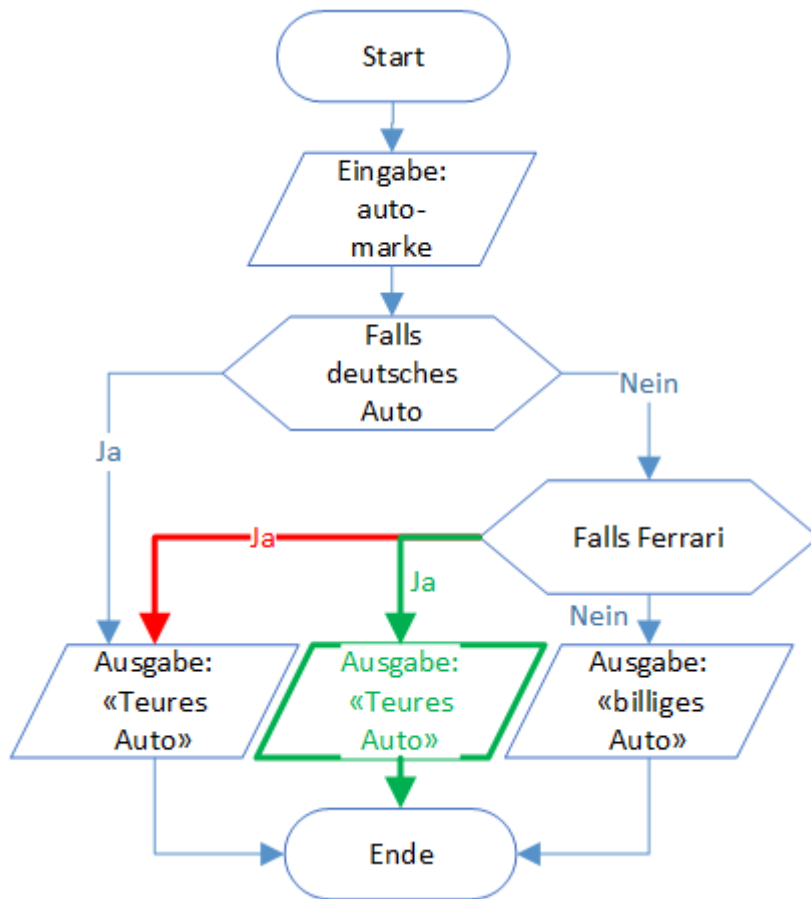 Start
Eingabe:
auto-
marke
Falls
deutsches
Auto
Nein
Ja
Falls Ferrari
Ja
Ja
Nein
Ausgabe:
«Teures
Auto»
Ausgabe:
«Teures
Auto»
Ausgabe:
«billiges
Auto»
Ende